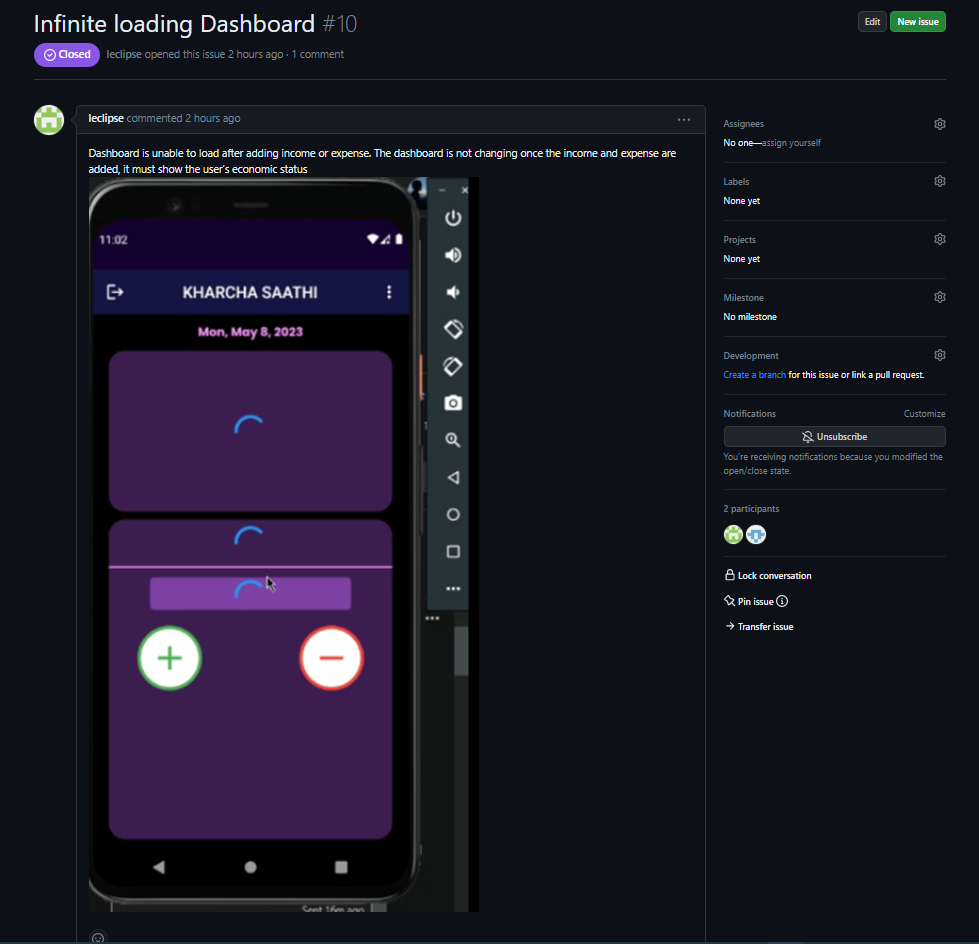 Infinite loading Dashboard #10
Edit
New issue
Closed
leclipse opened this issue 2 hours ago · 1 comment
leclipse commented 2 hours ago
Dashboard is unable to load after adding income or expense. The dashboard is not changing once the income and expense are
added, it must show the user's economic status
11:02
KHARCHA SAATHI
Mon, May 8, 2023
Sent 16m ago
Assignees
No one—assign yourself
Labels
None yet
Projects
None yet
Milestone
No milestone
Development
Create a branch for this issue or link a pull request.
Notifications
Customize
Unsubscribe
You're receiving notifications because you modified the
open/close state.
2 participants
Lock conversation
Pin issue
Transfer issue